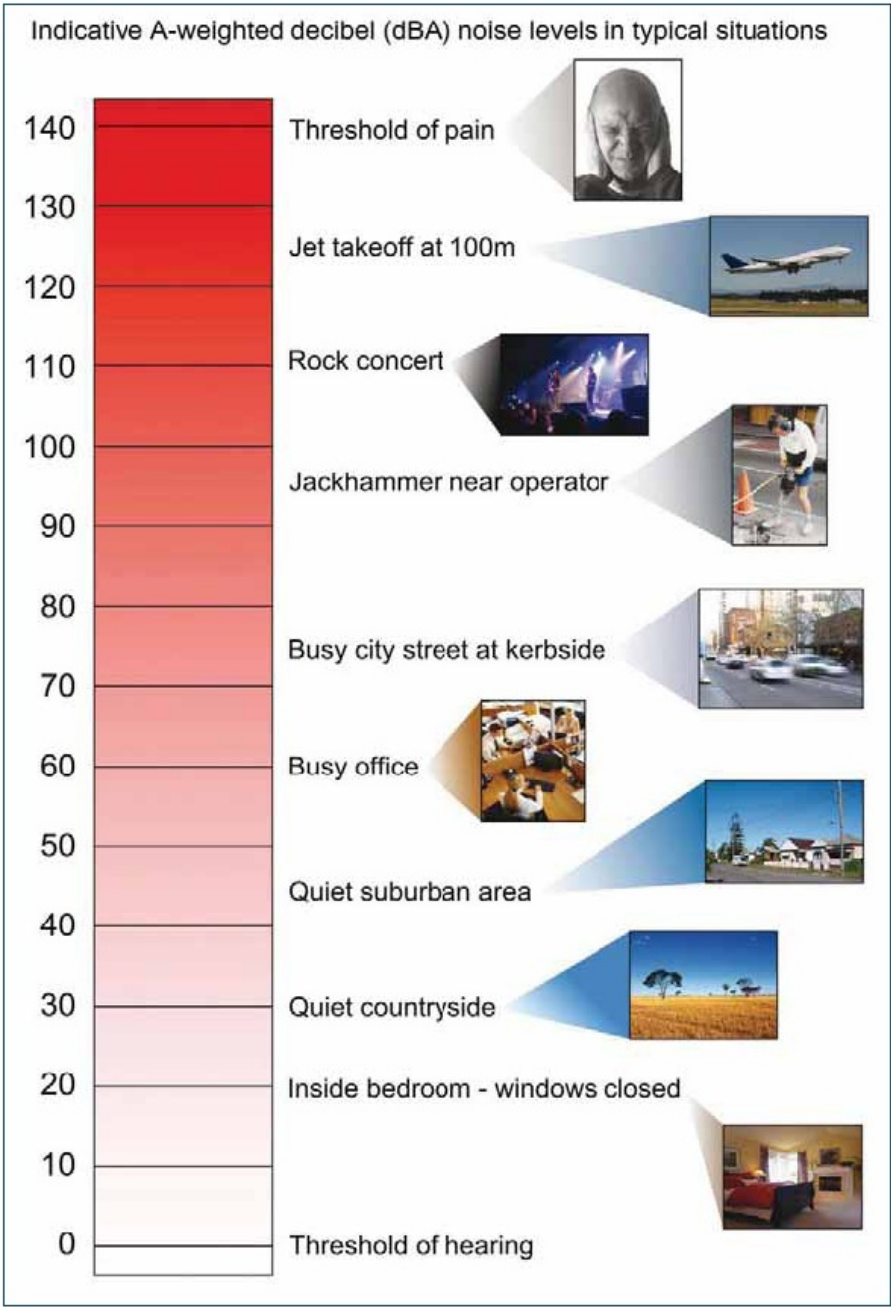 Indicative A-weighted decibel (dBA) noise levels in typical situations
140 Threshold of pain
130
Jet takeoff at 100m
120
110 Rock concert
100
Jackhammer near operator
90
80
Busy city street at kerbside
70
60 Busy office
50
Quiet suburban area
40
30 Quiet countryside
20 Inside bedroom - windows closed
10
0 Threshold of hearing